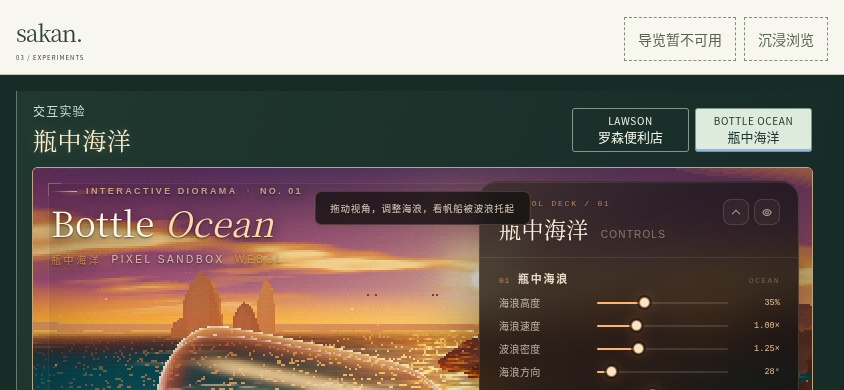 sakan.
03 / EXPERIMENTS
导览暂不可用
沉浸浏览
交互实验
瓶中海洋
LAWSON
罗森便利店
BOTTLE OCEAN
瓶中海洋
INTERACTIVE DIORAMA · NO. 01
Bottle Ocean
瓶中海洋 PIXEL SANDBOX WEBGL
拖动视角，调整海浪，看帆船被波浪托起
OL DECK / 01
瓶中海洋 CONTROLS
01 瓶中海浪 OCEAN
海浪高度 35%
海浪速度 1.00×
波浪密度 1.25×
海浪方向 28°